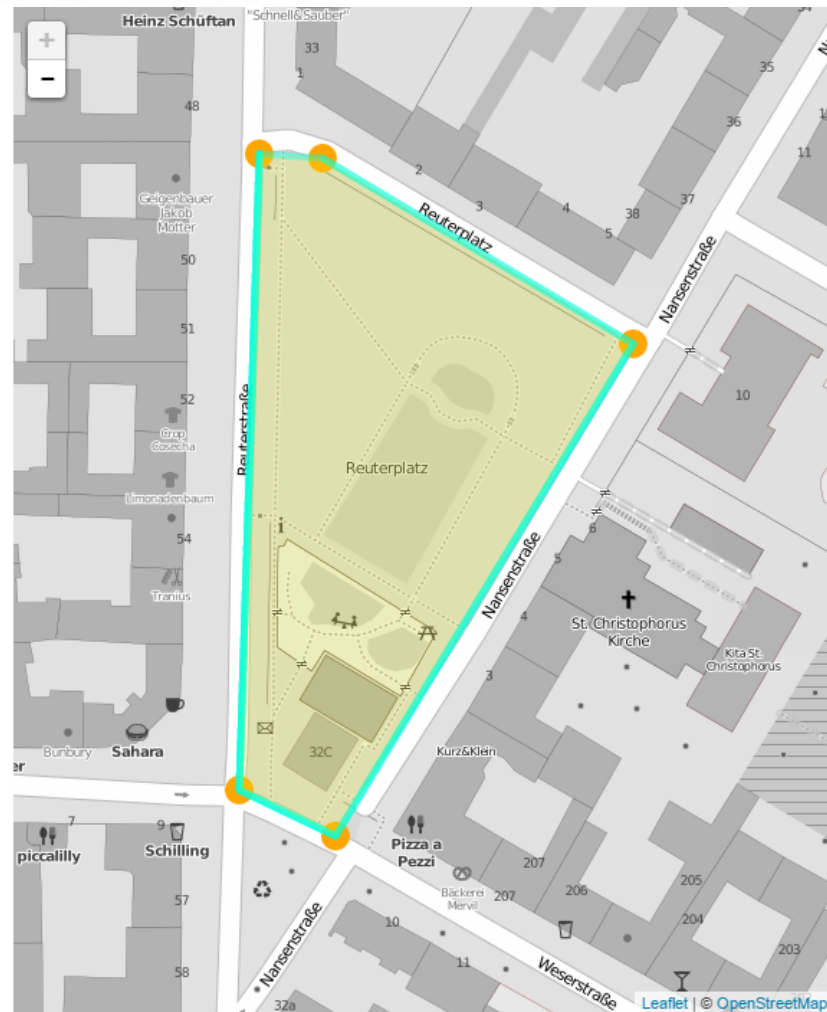 Heinz Schüftan
"Schnell&Sauber"
+
−
33
1
35
48
36
11
2
37
3
4
38
5
Geigenbauer
Jakob
Motter
Reuterplatz
Nansenstraße
50
51
10
52
Reuterstraße
Crop
Cosecha
Reuterplatz
Limonadenbaum
54
i
6
5
Nansenstraße
Tranius
4
St. Christophorus
Kirche
Kita St.
Christophorus
3
32C
Bunbury
Sahara
er
Kurz&Klein
7
9
piccalilly
Schilling
Pizza a
Pezzi
207
Bäckerei
Mervil
207
206
205
204
203
57
58
10
11
Nansenstraße
Weserstraße
32a
Leaflet | © OpenStreetMap